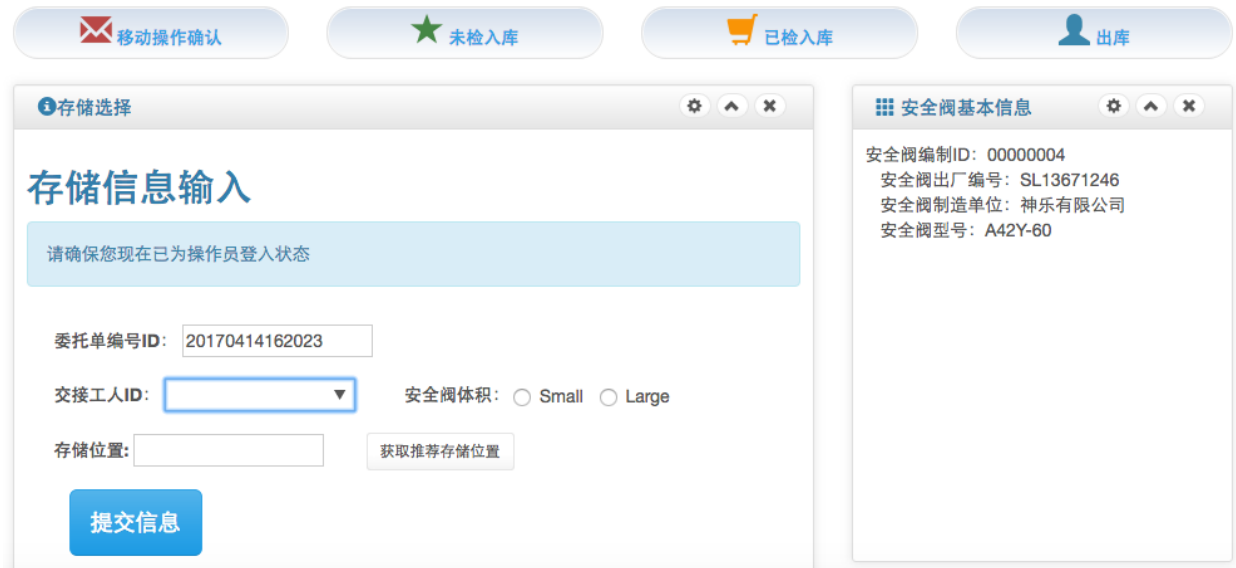 移动操作确认
未检入库
已检入库
出库
存储选择
存储信息输入
请确保您现在已为操作员登入状态
委托单编号ID: 20170414162023
交接工人ID:
安全阀体积: Small Large
存储位置:
获取推荐存储位置
提交信息
安全阀基本信息
安全阀编制ID: 00000004
安全阀出厂编号: SL13671246
安全阀制造单位: 神乐有限公司
安全阀型号: A42Y-60